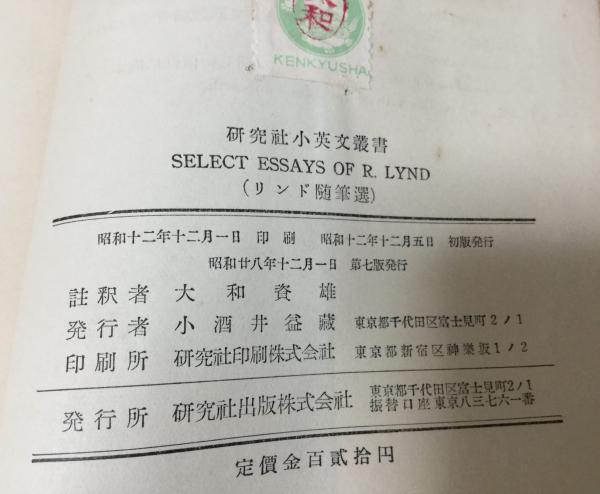 和
KENKYUSHA
研究社小英文叢書
SELECT ESSAYS OF R. LYND
(リンド随筆選)
昭和十二年十二月一日 印刷 昭和十二年十二月五日 初版発行
昭和廿八年十二月一日 第七版発行
註釈者 大和資雄
発行者 小酒井益藏 東京都千代田区富士見町2ノ1
印刷所 研究社印刷株式会社 東京都新宿区神樂坂1ノ2
発行所 研究社出版株式会社 東京都千代田区富士見町2ノ1
振替口座東京八三七六一番
定價金百貳拾円